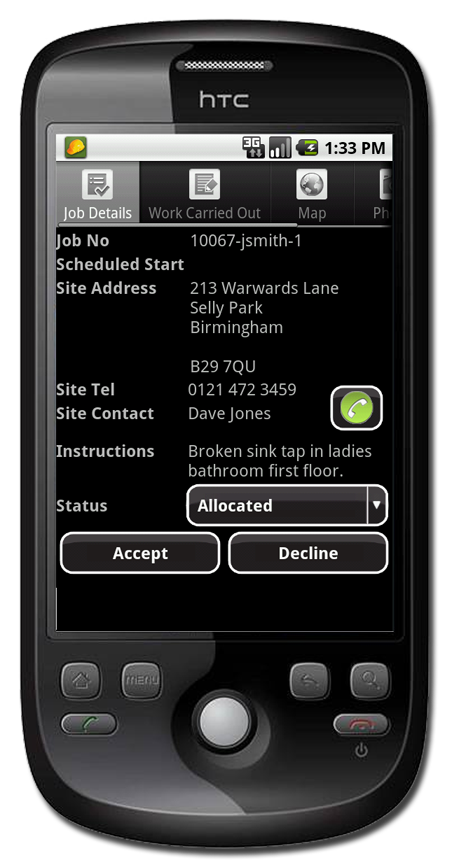 hTC
3G
1:33 PM
Job Details
Work Carried Out
Map
Ph
Job No 10067-jsmith-1
Scheduled Start
Site Address 213 Warwards Lane
Selly Park
Birmingham
B29 7QU
Site Tel 0121 472 3459
Site Contact Dave Jones
Instructions Broken sink tap in ladies
bathroom first floor.
Status Allocated
Accept Decline
MENU